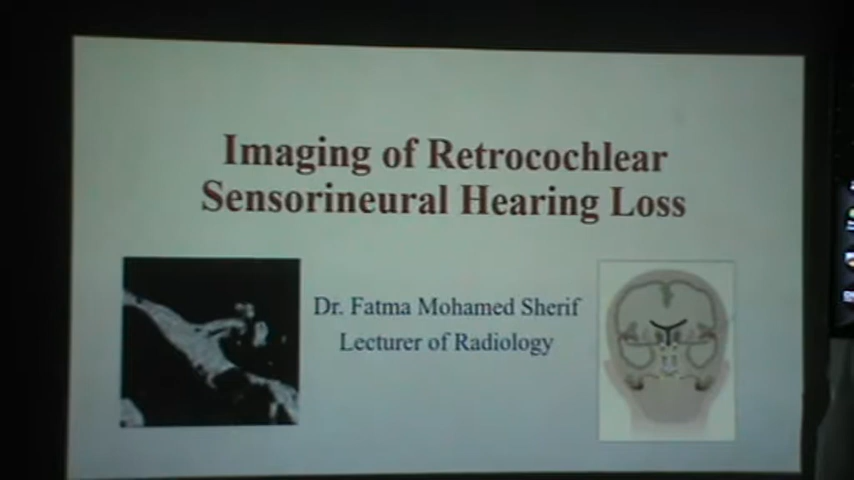 Imaging of Retrocochlear
Sensorineural Hearing Loss
Dr. Fatma Mohamed Sherif
Lecturer of Radiology